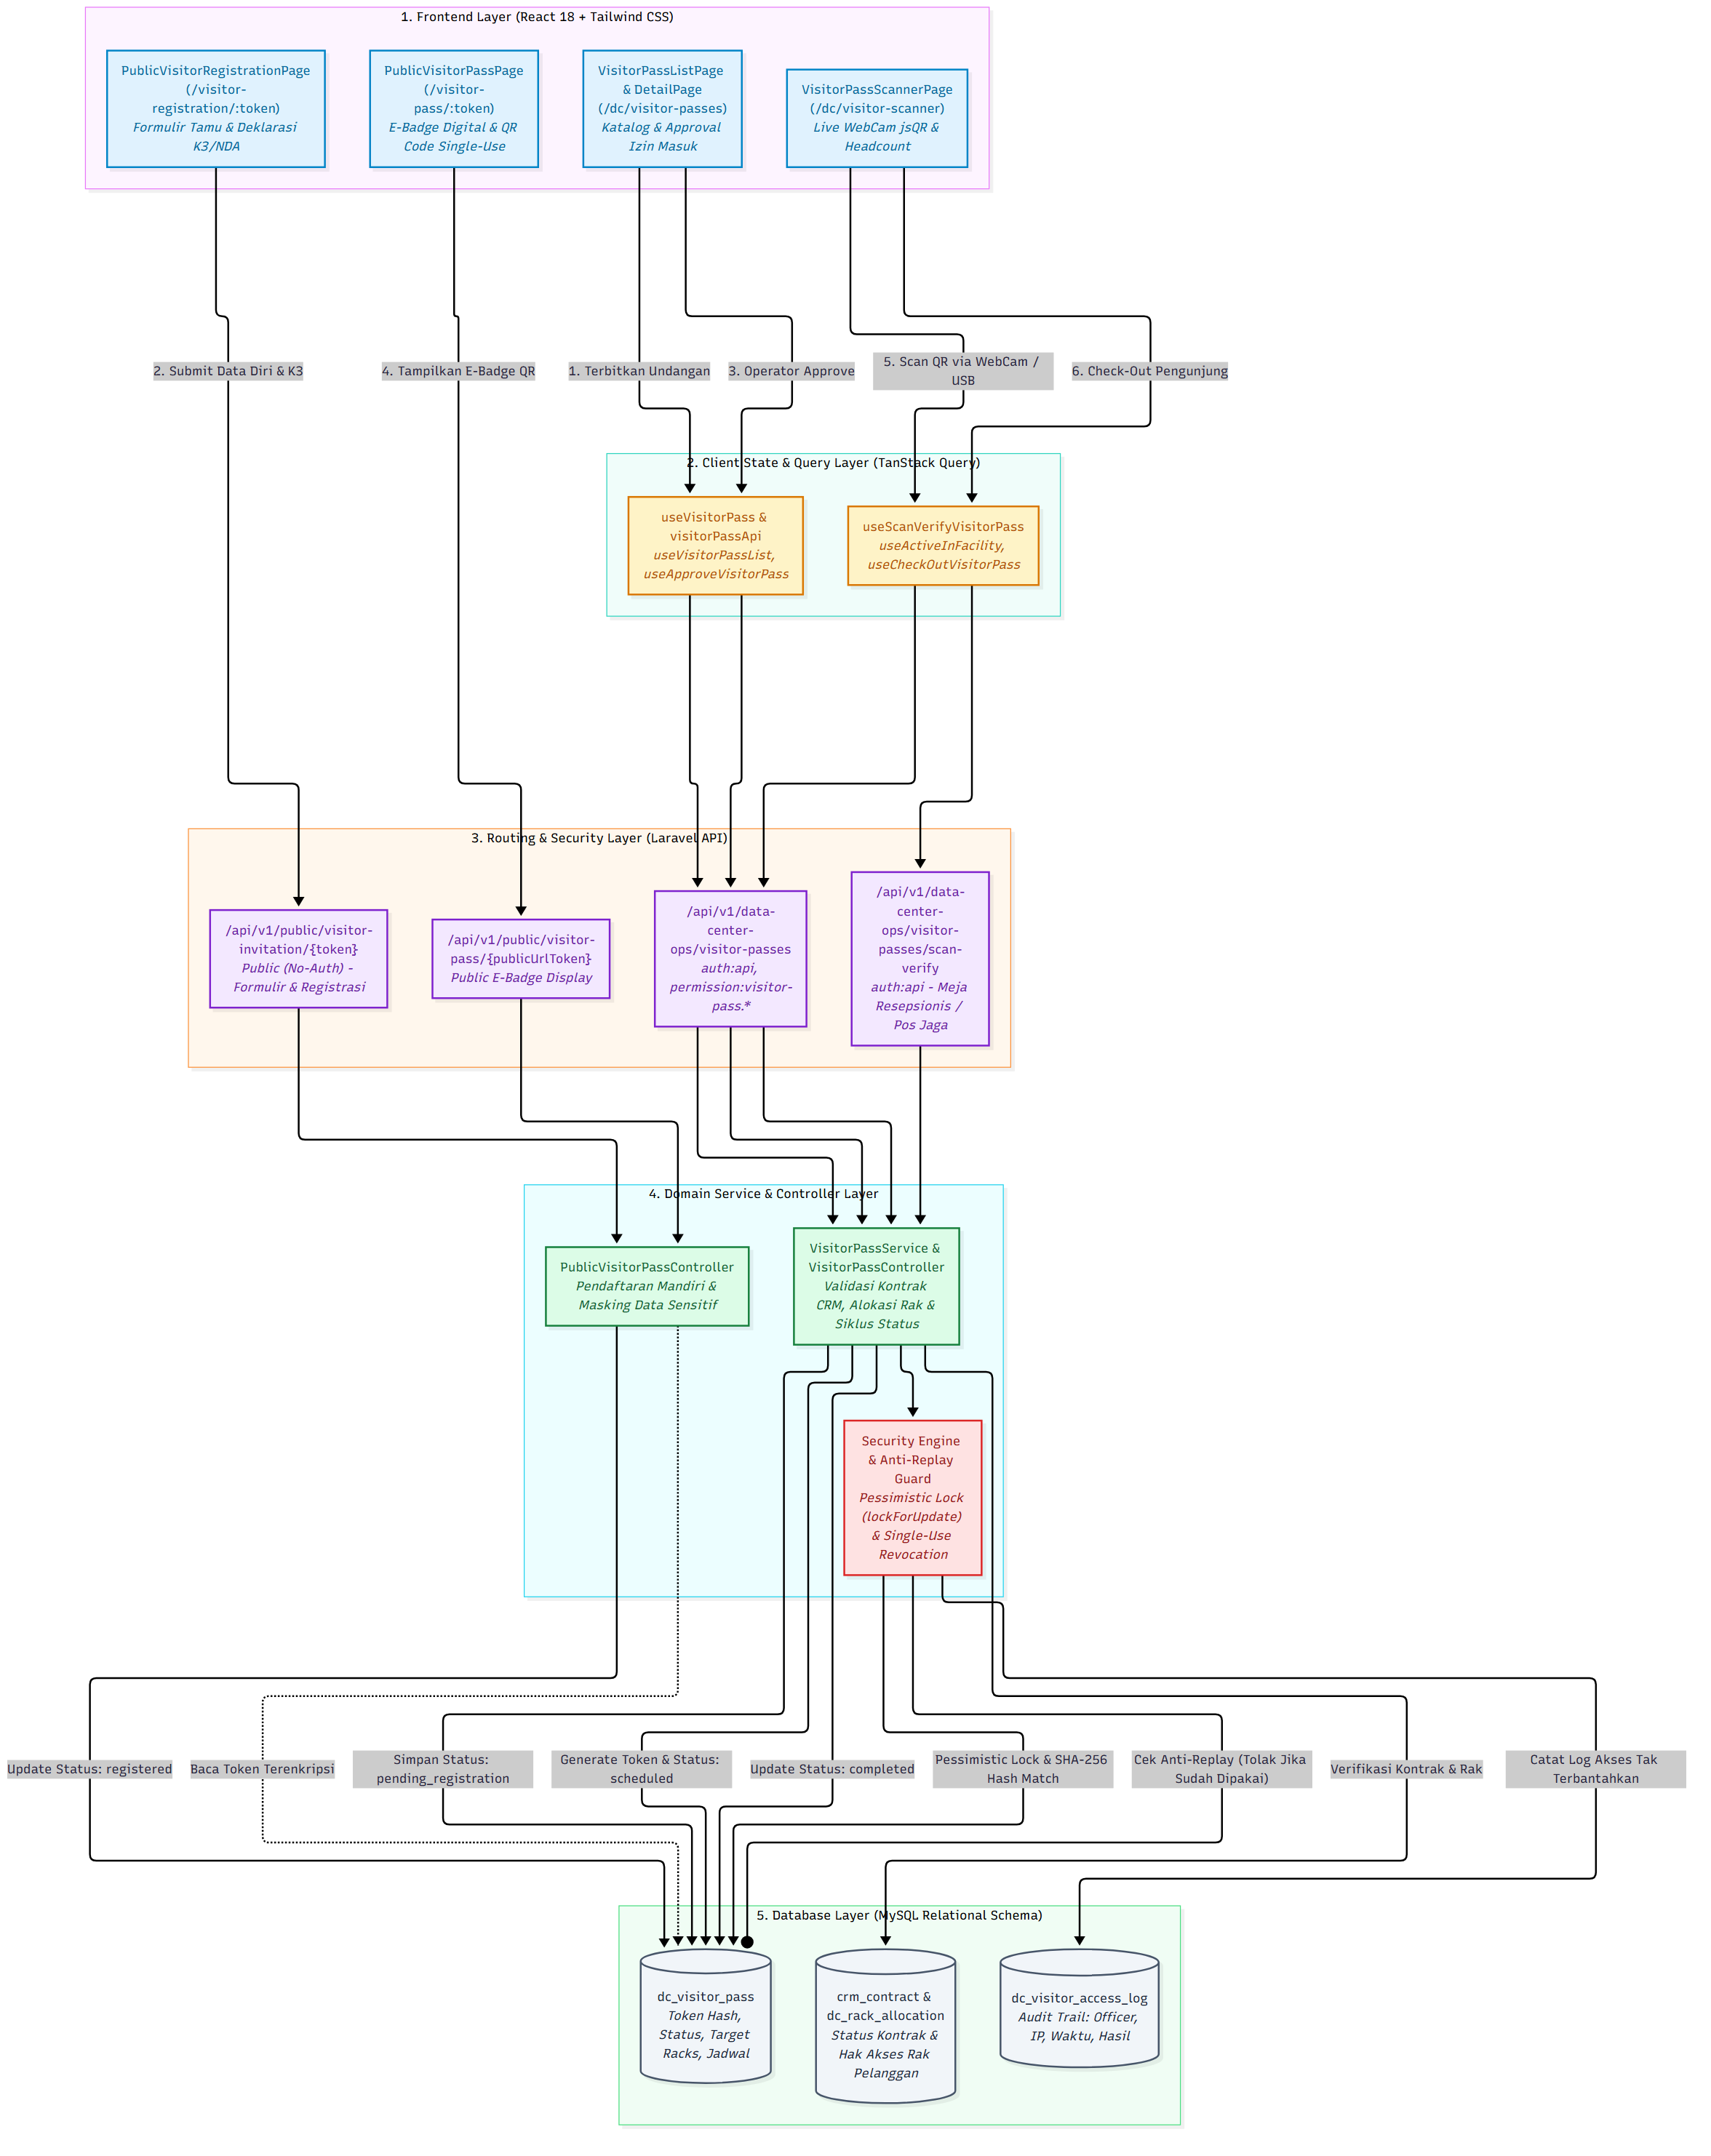 1. Frontend Layer (React 18 + Tailwind CSS)
PublicVisitorRegistrationPage
(/visitor-
registration/:token)
Formulir Tamu & Deklarasi
K3/NDA
PublicVisitorPassPage
(/visitor-
pass/:token)
E-Badge Digital & QR
Code Single-Use
VisitorPassListPage
& DetailPage
(/dc/visitor-passes)
Katalog & Approval
Izin Masuk
VisitorPassScannerPage
(/dc/visitor-scanner)
Live WebCam jsQR &
Headcount
2. Submit Data Diri & K3
4. Tampilkan E-Badge QR
1. Terbitkan Undangan
3. Operator Approve
5. Scan QR via WebCam /
USB
6. Check-Out Pengunjung
2. Client State & Query Layer (TanStack Query)
useVisitorPass &
visitorPassApi
useVisitorPassList,
useApproveVisitorPass
useScanVerifyVisitorPass
useActiveInFacility,
useCheckOutVisitorPass
3. Routing & Security Layer (Laravel API)
/api/v1/public/visitor-
invitation/{token}
Public (No-Auth) -
Formulir & Registrasi
/api/v1/public/visitor-
pass/{publicUrlToken}
Public E-Badge Display
/api/v1/data-
center-
ops/visitor-passes
auth:api,
permission:visitor-
pass.*
/api/v1/data-
center-
ops/visitor-
passes/scan-
verify
auth:api - Meja
Resepsionis /
Pos Jaga
4. Domain Service & Controller Layer
PublicVisitorPassController
Pendaftaran Mandiri &
Masking Data Sensitif
VisitorPassService &
VisitorPassController
Validasi Kontrak
CRM, Alokasi Rak &
Siklus Status
Security Engine
& Anti-Replay
Guard
Pessimistic Lock
(lockForUpdate)
& Single-Use
Revocation
Update Status: registered
Baca Token Terenkripsi
Simpan Status:
pending_registration
Generate Token & Status:
scheduled
Update Status: completed
Pessimistic Lock & SHA-256
Hash Match
Cek Anti-Replay (Tolak Jika
Sudah Dipakai)
Verifikasi Kontrak & Rak
Catat Log Akses Tak
Terbantahkan
5. Database Layer (MySQL Relational Schema)
dc_visitor_pass
Token Hash,
Status, Target
Racks, Jadwal
crm_contract &
dc_rack_allocation
Status Kontrak &
Hak Akses Rak
Pelanggan
dc_visitor_access_log
Audit Trail: Officer,
IP, Waktu, Hasil